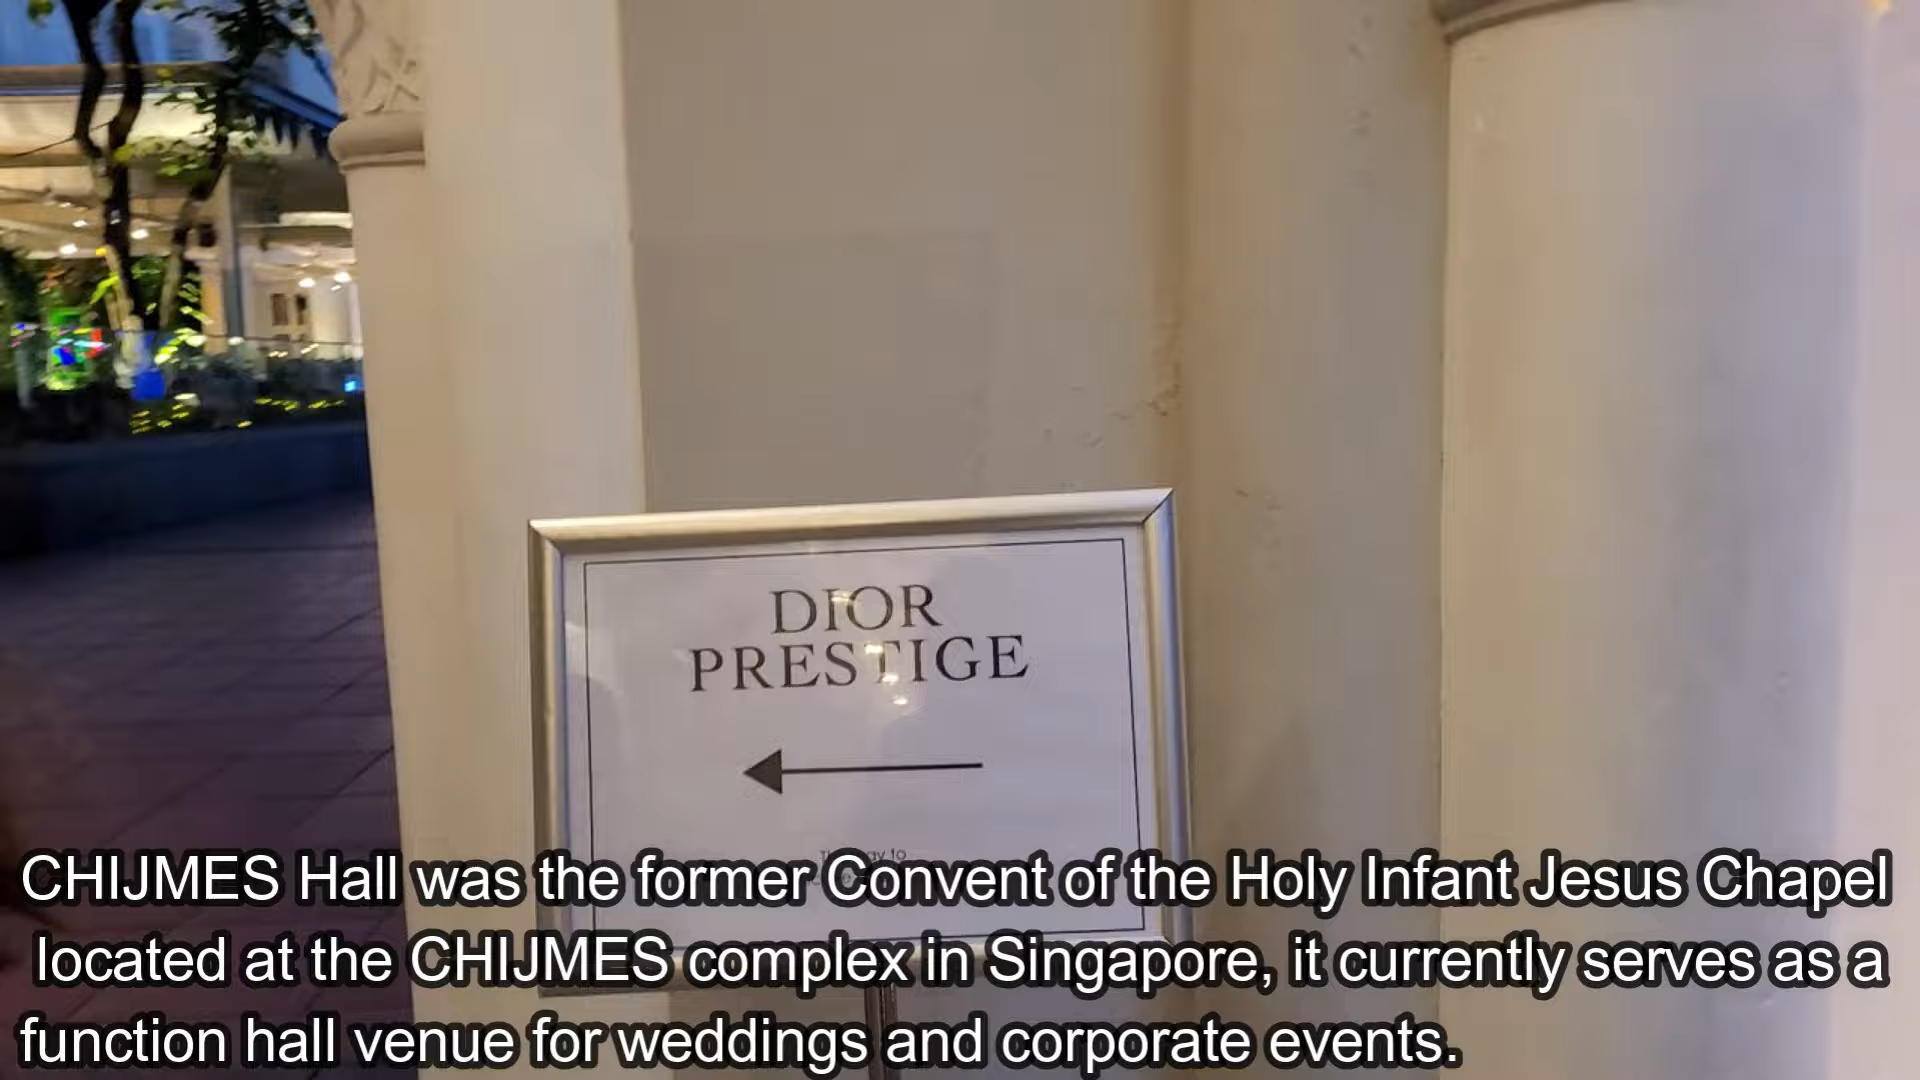 DIOR
PRESTIGE
CHIJMES Hall was the former Convent of the Holy Infant Jesus Chapel
located at the CHIJMES complex in Singapore, it currently serves as a
function hall venue for weddings and corporate events.